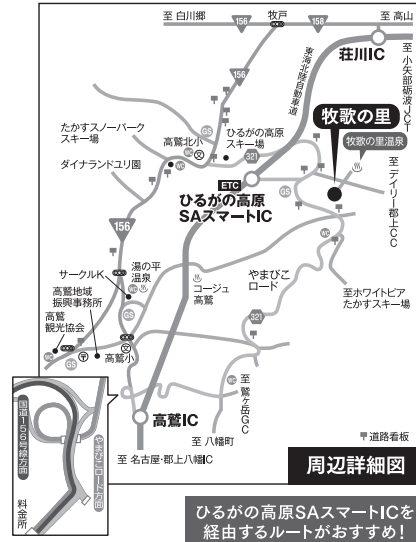 至 白川郷
156
牧戸
158
至 高山
荘川IC
至 小矢部砺波JCT
東海北陸自動車道
156
牧歌の里
牧歌の里温泉
たかすスノーパーク
スキー場
高鷲北小
ひるがの高原
スキー場
GS
WC
321
ダイナランドユリ園
ETC
ひるがの高原
SAスマートIC
GS
至 デイリー郡上CC
156
湯の平
温泉
サークルK
WC
高鷲地域
振興事務所
GS
高鷲
観光協会
WC
GS
高鷲小
コージュ
高鷲
やまびこ
ロード
WC
至ホワイトピア
たかすスキー場
321
WC
至 鷲ヶ岳GC
高鷲IC
至 八幡町
至 名古屋・郡上八幡IC
国道156号線方面
やまびこロード方面
料金所
道路看板
周辺詳細図
ひるがの高原SAスマートICを
経由するルートがおすすめ!